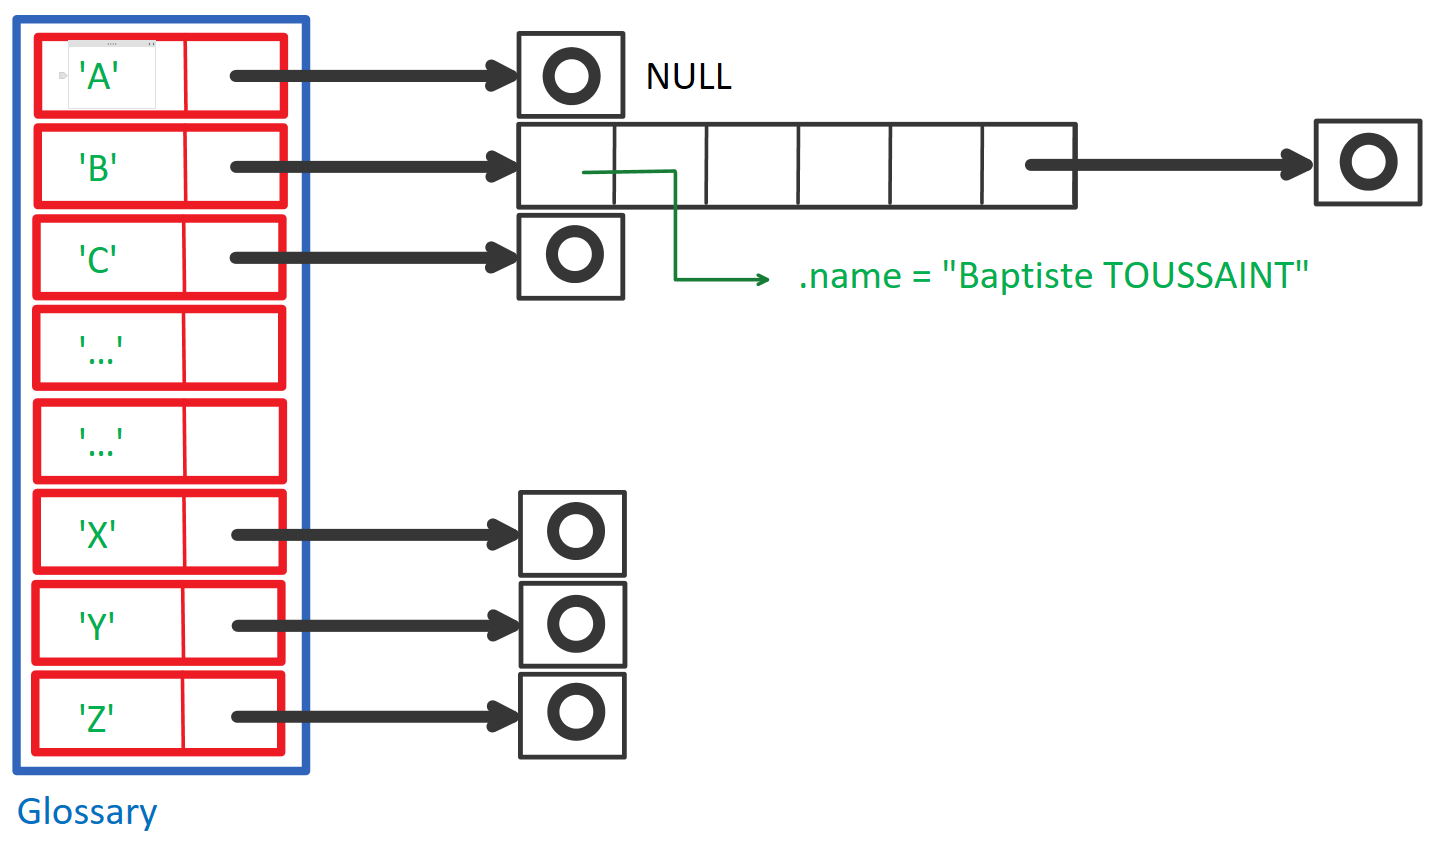 'A'
NULL
'B'
'C'
.name = "Baptiste TOUSSAINT"
'...'
'...'
'X'
'Y'
'Z'
Glossary